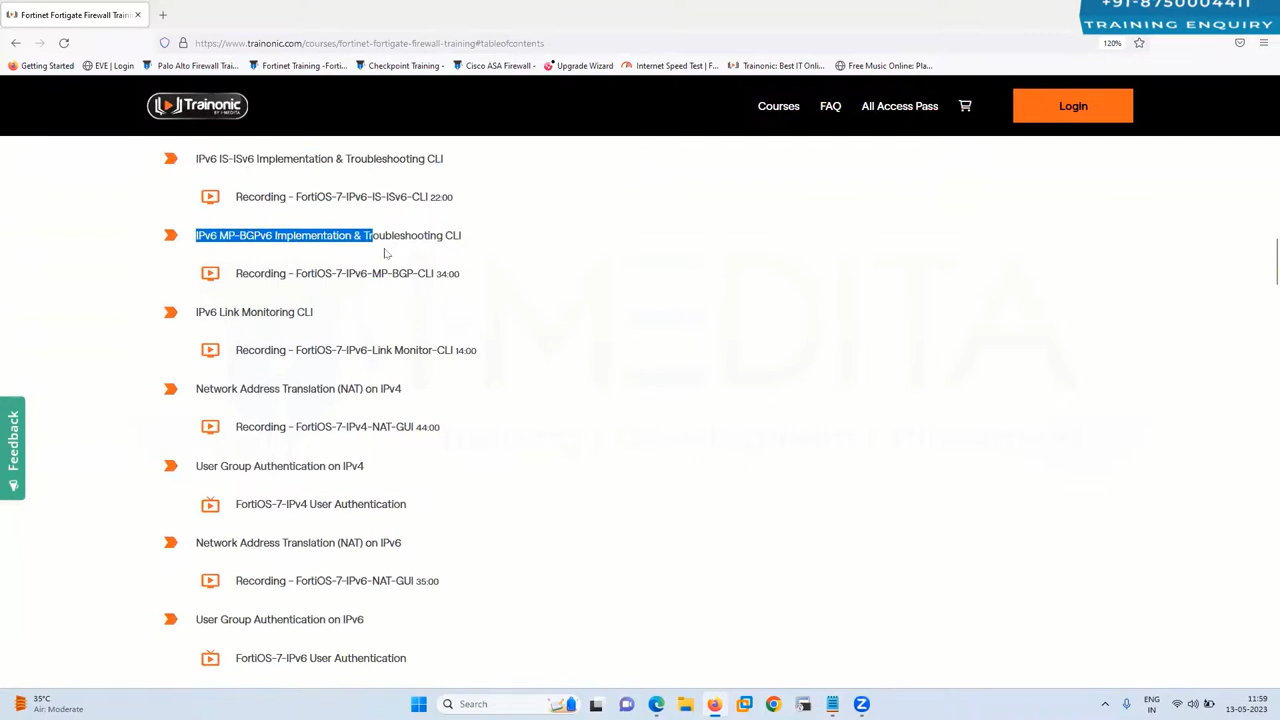 +91-8750004411
TRAINING ENQUIRY
Fortinet Fortigate Firewall Train
https://www.trainonic.com/courses/fortinet-fortigate-firewall-training#tableofcontents
120%
Getting Started
EVE | Login
Palo Alto Firewall Trai...
Fortinet Training -Forti...
Checkpoint Training -...
Cisco ASA Firewall -...
Upgrade Wizard
Internet Speed Test | F...
Trainonic: Best IT Onli...
Free Music Online: Pla...
Trainonic
BY I-MEDITA
Courses
FAQ
All Access Pass
Login
IPv6 IS-ISv6 Implementation & Troubleshooting CLI
Recording - FortiOS-7-IPv6-IS-ISv6-CLI 22:00
IPv6 MP-BGPv6 Implementation & Troubleshooting CLI
Recording - FortiOS-7-IPv6-MP-BGP-CLI 34:00
IPv6 Link Monitoring CLI
Recording - FortiOS-7-IPv6-Link Monitor-CLI 14:00
Network Address Translation (NAT) on IPv4
Recording - FortiOS-7-IPv4-NAT-GUI 44:00
User Group Authentication on IPv4
FortiOS-7-IPv4 User Authentication
Network Address Translation (NAT) on IPv6
Recording - FortiOS-7-IPv6-NAT-GUI 35:00
User Group Authentication on IPv6
FortiOS-7-IPv6 User Authentication
Feedback
I-MEDITA
35°C
Air: Moderate
Search
ENG
IN
11:59
13-05-2023